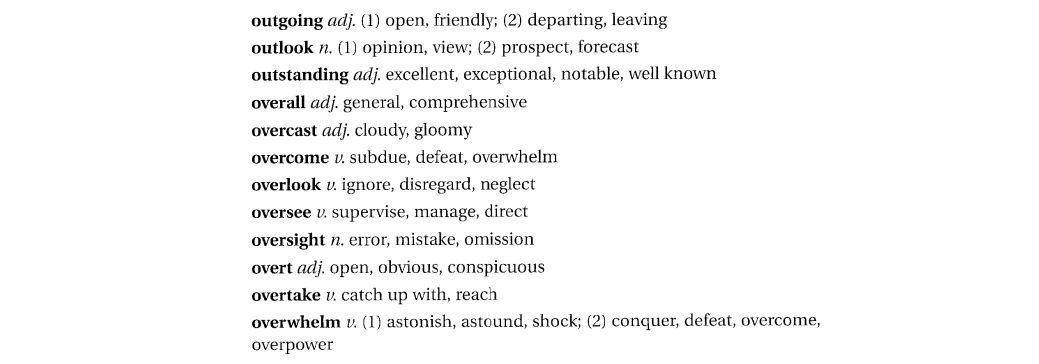 outgoing adj. (1) open, friendly; (2) departing, leaving
outlook n. (1) opinion, view; (2) prospect, forecast
outstanding adj. excellent, exceptional, notable, well known
overall adj. general, comprehensive
overcast adj. cloudy, gloomy
overcome v. subdue, defeat, overwhelm
overlook v. ignore, disregard, neglect
oversee v. supervise, manage, direct
oversight n. error, mistake, omission
overt adj. open, obvious, conspicuous
overtake v. catch up with, reach
overwhelm v. (1) astonish, astound, shock; (2) conquer, defeat, overcome,
overpower